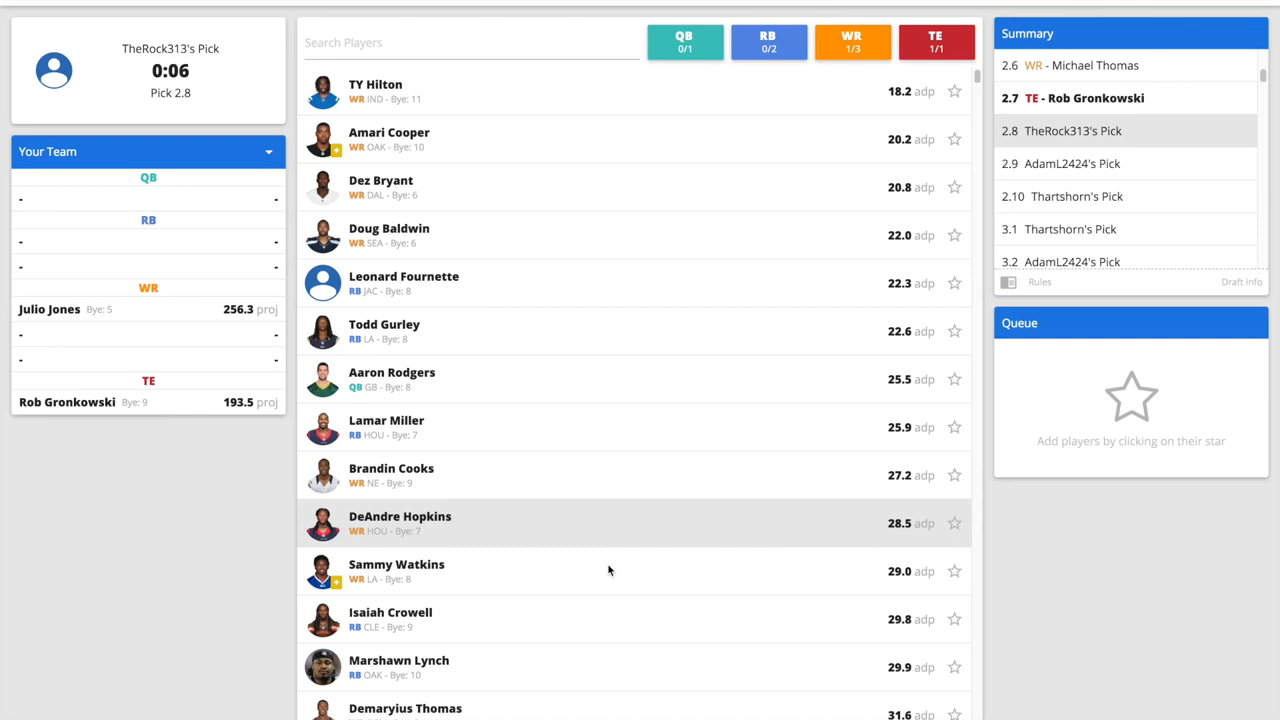 TheRock313's Pick
0:06
Pick 2.8
Your Team
QB
- -
RB
- -
- -
WR
Julio Jones Bye: 5 256.3 proj
- -
- -
TE
Rob Gronkowski Bye: 9 193.5 proj
Search Players
QB
0/1
RB
0/2
WR
1/3
TE
1/1
TY Hilton
WR IND - Bye: 11
18.2 adp
Amari Cooper
WR OAK - Bye: 10
20.2 adp
Dez Bryant
WR DAL - Bye: 6
20.8 adp
Doug Baldwin
WR SEA - Bye: 6
22.0 adp
Leonard Fournette
RB JAC - Bye: 8
22.3 adp
Todd Gurley
RB LA - Bye: 8
22.6 adp
Aaron Rodgers
QB GB - Bye: 8
25.5 adp
Lamar Miller
RB HOU - Bye: 7
25.9 adp
Brandin Cooks
WR NE - Bye: 9
27.2 adp
DeAndre Hopkins
WR HOU - Bye: 7
28.5 adp
Sammy Watkins
WR LA - Bye: 8
29.0 adp
Isaiah Crowell
RB CLE - Bye: 9
29.8 adp
Marshawn Lynch
RB OAK - Bye: 10
29.9 adp
Demaryius Thomas
31.6 adp
Summary
2.6 WR - Michael Thomas
2.7 TE - Rob Gronkowski
2.8 TheRock313's Pick
2.9 AdamL2424's Pick
2.10 Thartshorn's Pick
3.1 Thartshorn's Pick
3.2 AdamL2424's Pick
Rules Draft Info
Queue
Add players by clicking on their star